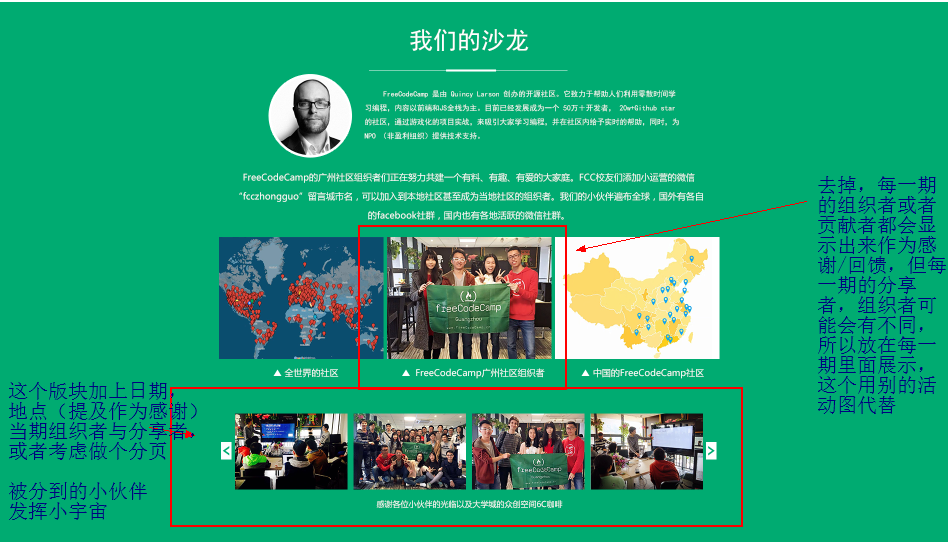 我们的沙龙
FreeCodeCamp 是由 Quincy Larson 创办的开源社区。它致力于帮助人们利用零散时间学
习编程，内容以前端和JS全栈为主。目前已经发展成为一个 50万+开发者， 20w+Github star
的社区，通过游戏化的项目实战，来吸引大家学习编程，并在社区内给予实时的帮助，同时，为
NPO （非盈利组织）提供技术支持。
FreeCodeCamp的广州社区组织者们正在努力共建一个有料、有趣、有爱的大家庭。FCC校友们添加小运营的微信
“fcczhongguo”留言城市名，可以加入到本地社区甚至成为当地社区的组织者。我们的小伙伴遍布全球，国外有各自
的facebook社群，国内也有各地活跃的微信社群。
去掉，每一期
的组织者或者
贡献者都会显
示出来作为感
谢/回馈，但每
一期的分享
者，组织者可
能会有不同，
所以放在每一
期里面展示，
这个用别的活
动图代替
freeCodeCamp
Guangzhou
▲ 全世界的社区
▲ FreeCodeCamp广州社区组织者
▲ 中国的FreeCodeCamp社区
这个版块加上日期，
地点（提及作为感谢）
当期组织者与分享者，
或者考虑做个分页
被分到的小伙伴
发挥小宇宙
<
freeCodeCamp
>
感谢各位小伙伴的光临以及大学城的众创空间6C咖啡